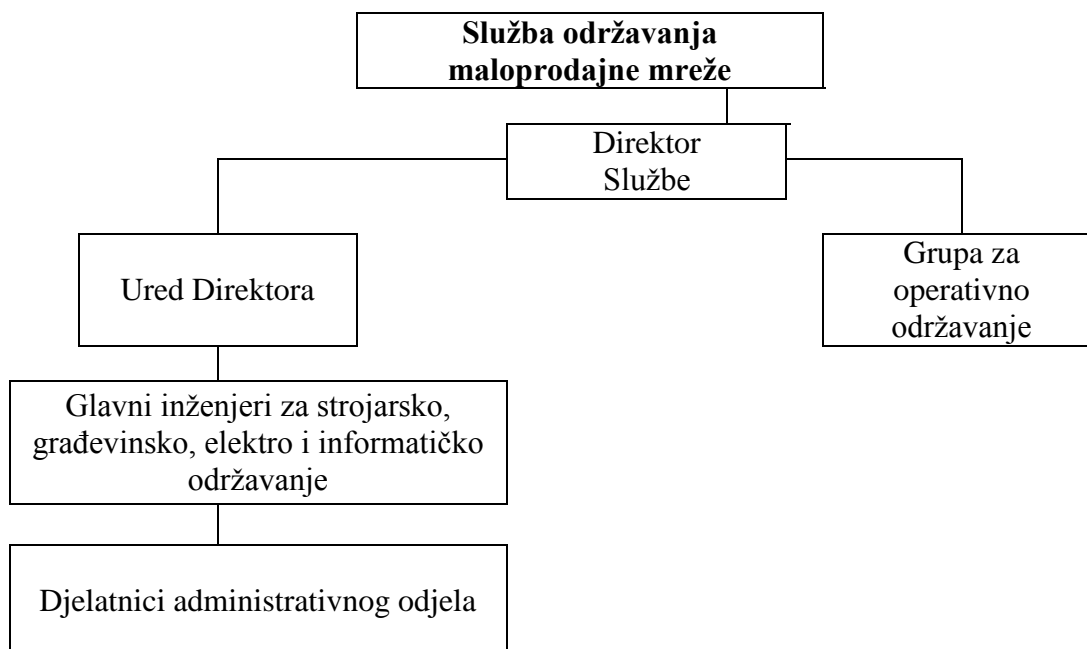 Služba održavanja
maloprodajne mreže
Direktor
Službe
Ured Direktora
Grupa za
operativno
održavanje
Glavni inženjeri za strojarsko,
građevinsko, elektro i informatičko
održavanje
Djelatnici administrativnog odjela